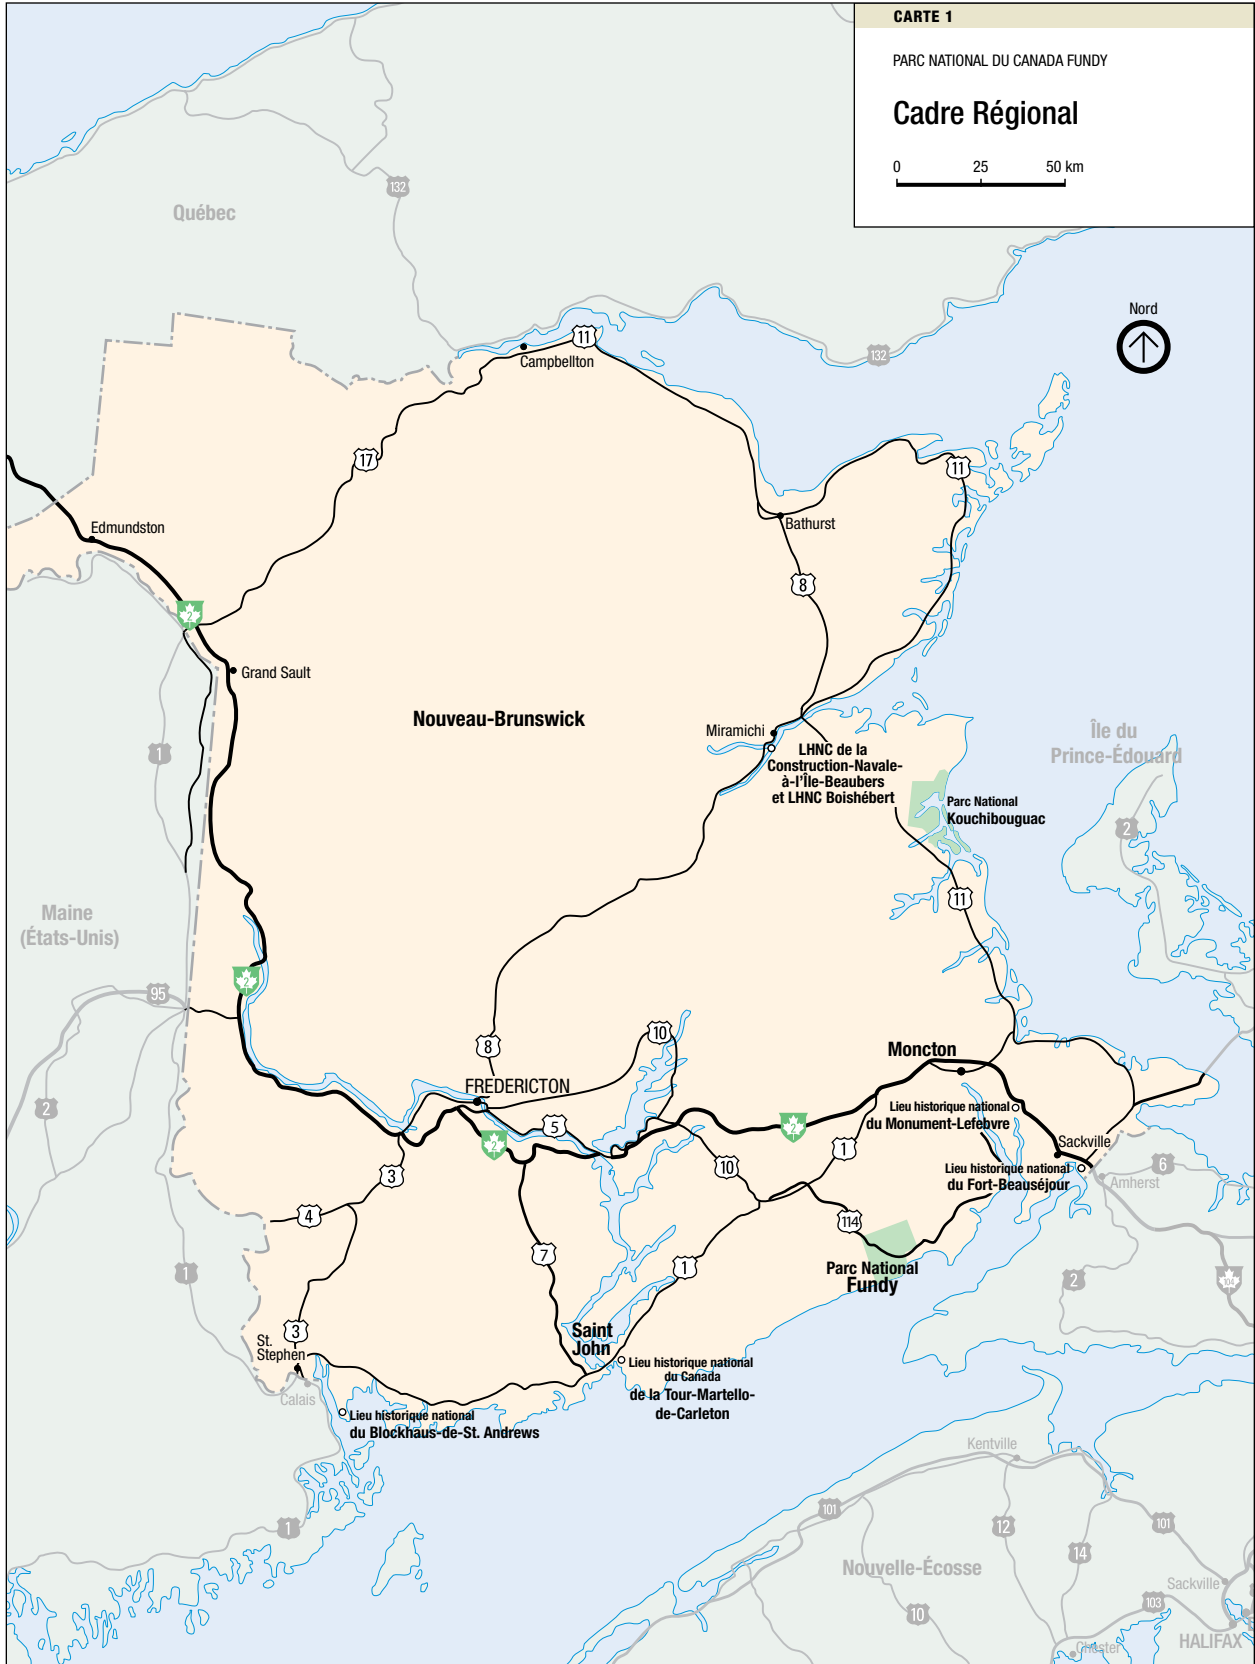 CARTE 1
PARC NATIONAL DU CANADA FUNDY
Cadre Régional
0 25 50 km
Nord
132
Québec
132
11
Campbellton
17
11
Edmundston
Bathurst
8
2
Grand Sault
Nouveau-Brunswick
Miramichi
LHNC de la
Construction-Navale-
à-l'Île-Beaubers
et LHNC Boishébert
Île du
Prince-Édouard
1
Parc National
Kouchibouguac
2
11
Maine
(États-Unis)
2
95
10
8
Moncton
FREDERICTON
2
Lieu historique national
du Monument-Lefebvre
5
2
2
1
Sackville
3
10
Lieu historique national
du Fort-Beauséjour
6
Amherst
4
114
7
1
Parc National
Fundy
1
2
104
3
Saint
John
St.
Stephen
Lieu historique national
du Canada
de la Tour-Martello-
de-Carleton
Calais
Lieu historique national
du Blockhaus-de-St. Andrews
Kentville
101
1
12
101
14
Nouvelle-Écosse
Sackville
103
10
HALIFAX
Chester